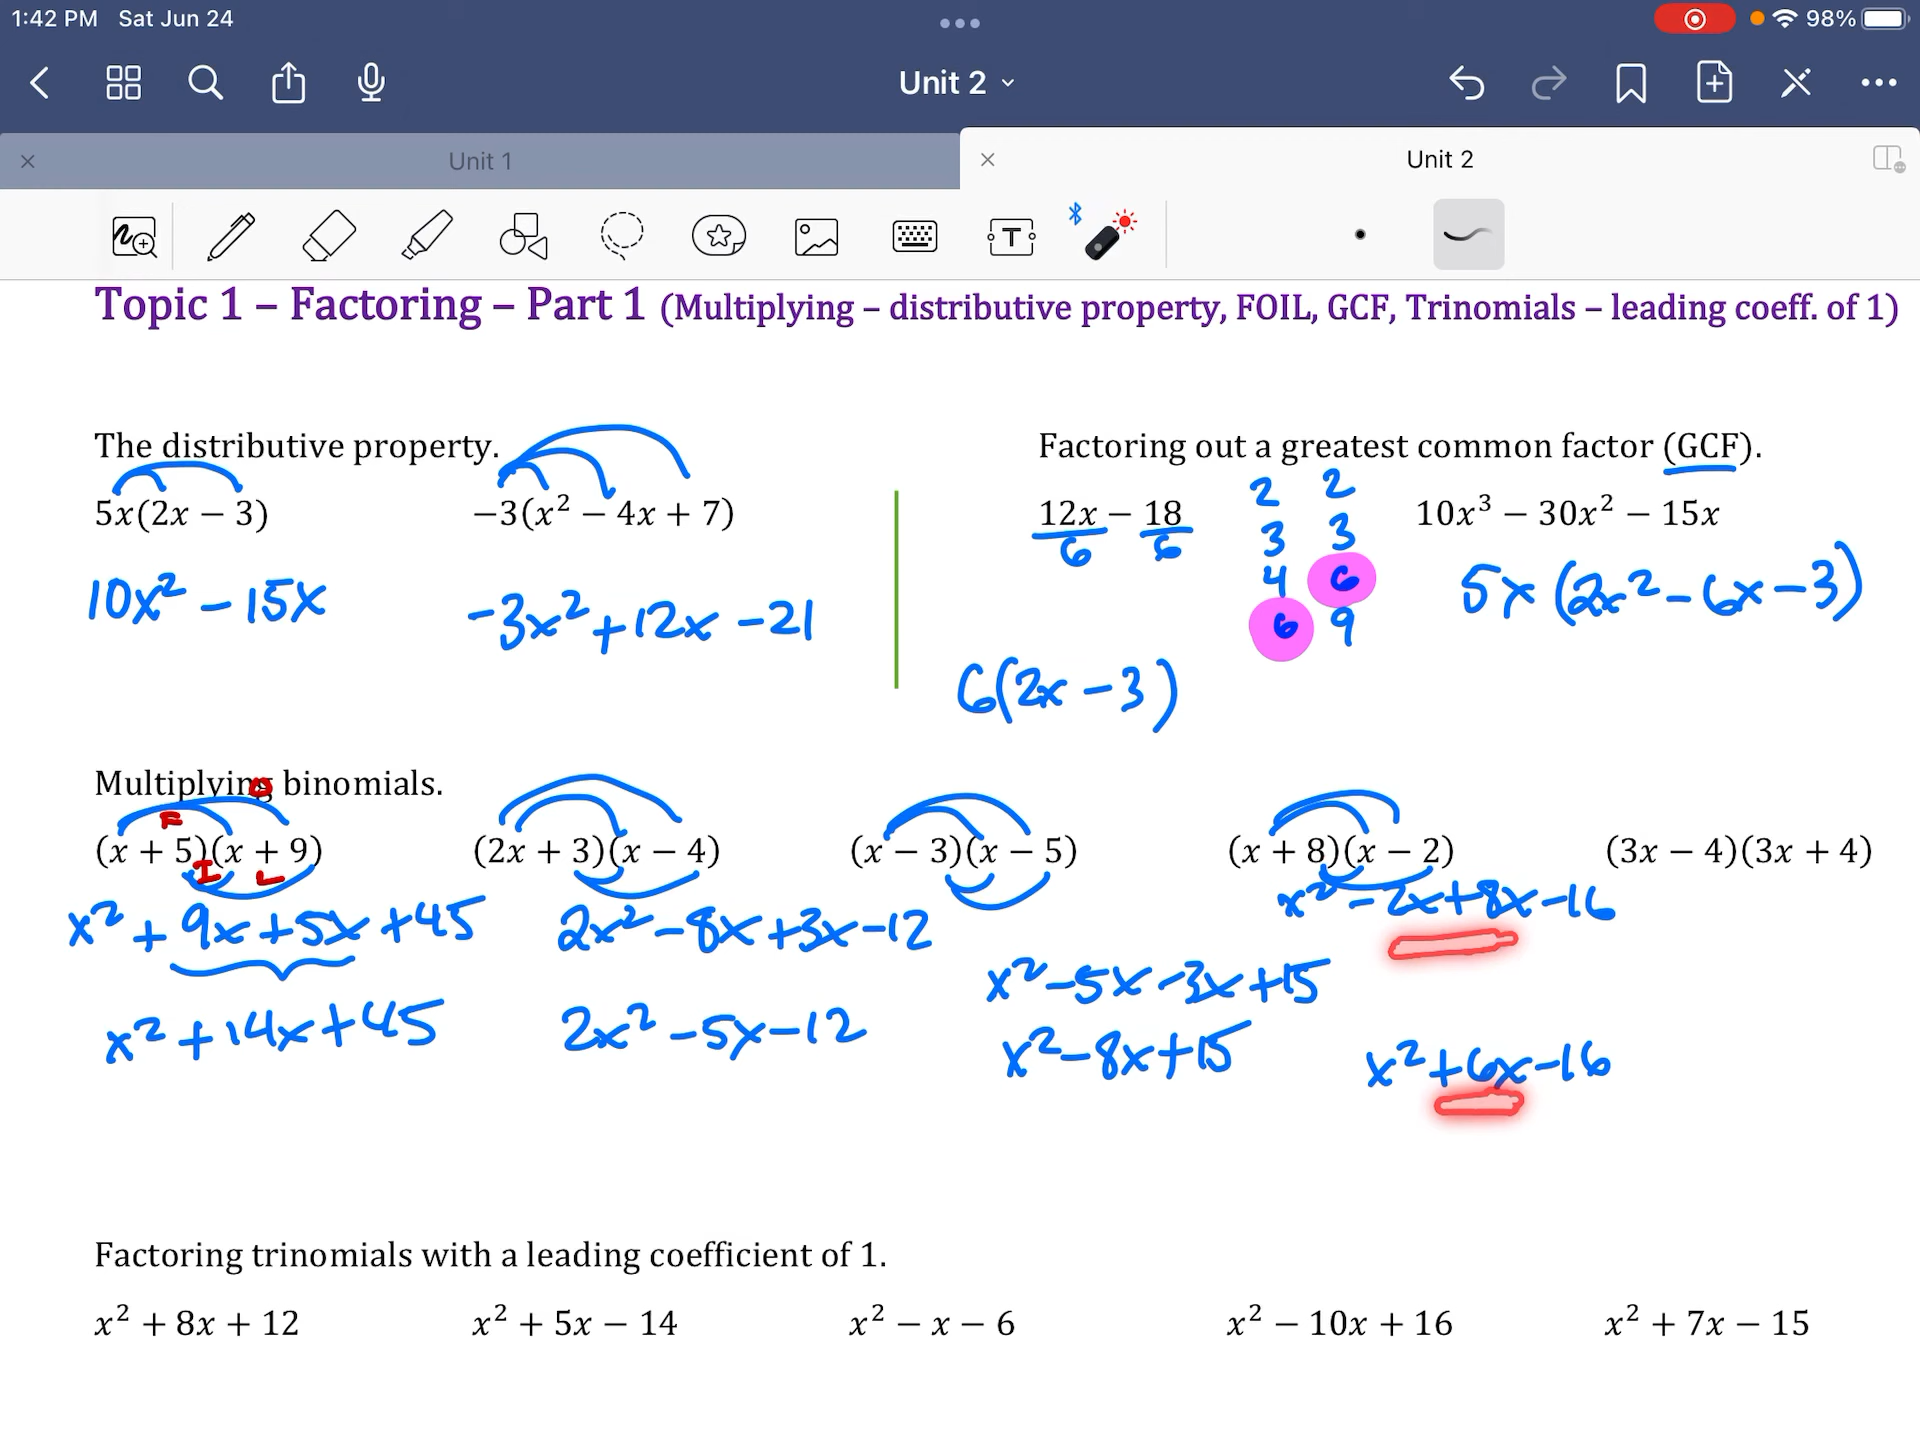 1:42 PM Sat Jun 24
98%
Unit 2
Unit 1
Unit 2
T
Topic 1 – Factoring – Part 1 (Multiplying – distributive property, FOIL, GCF, Trinomials – leading coeff. of 1)
The distributive property.
5x(2x − 3)
−3(x² − 4x + 7)
10x² − 15x
-3x² + 12x - 21
Factoring out a greatest common factor (GCF).
12x − 18
6 6
2 2
3 3
4 6
6 9
6(2x - 3)
10x³ − 30x² − 15x
5x (2x² - 6x - 3)
Multiplying binomials.
F O
I L
(x + 5)(x + 9)
x² + 9x + 5x + 45
x² + 14x + 45
(2x + 3)(x − 4)
2x² - 8x + 3x - 12
2x² - 5x - 12
(x − 3)(x − 5)
x² - 5x - 3x + 15
x² - 8x + 15
(x + 8)(x − 2)
x² - 2x + 8x - 16
x² + 6x - 16
(3x − 4)(3x + 4)
Factoring trinomials with a leading coefficient of 1.
x² + 8x + 12
x² + 5x − 14
x² − x − 6
x² − 10x + 16
x² + 7x − 15